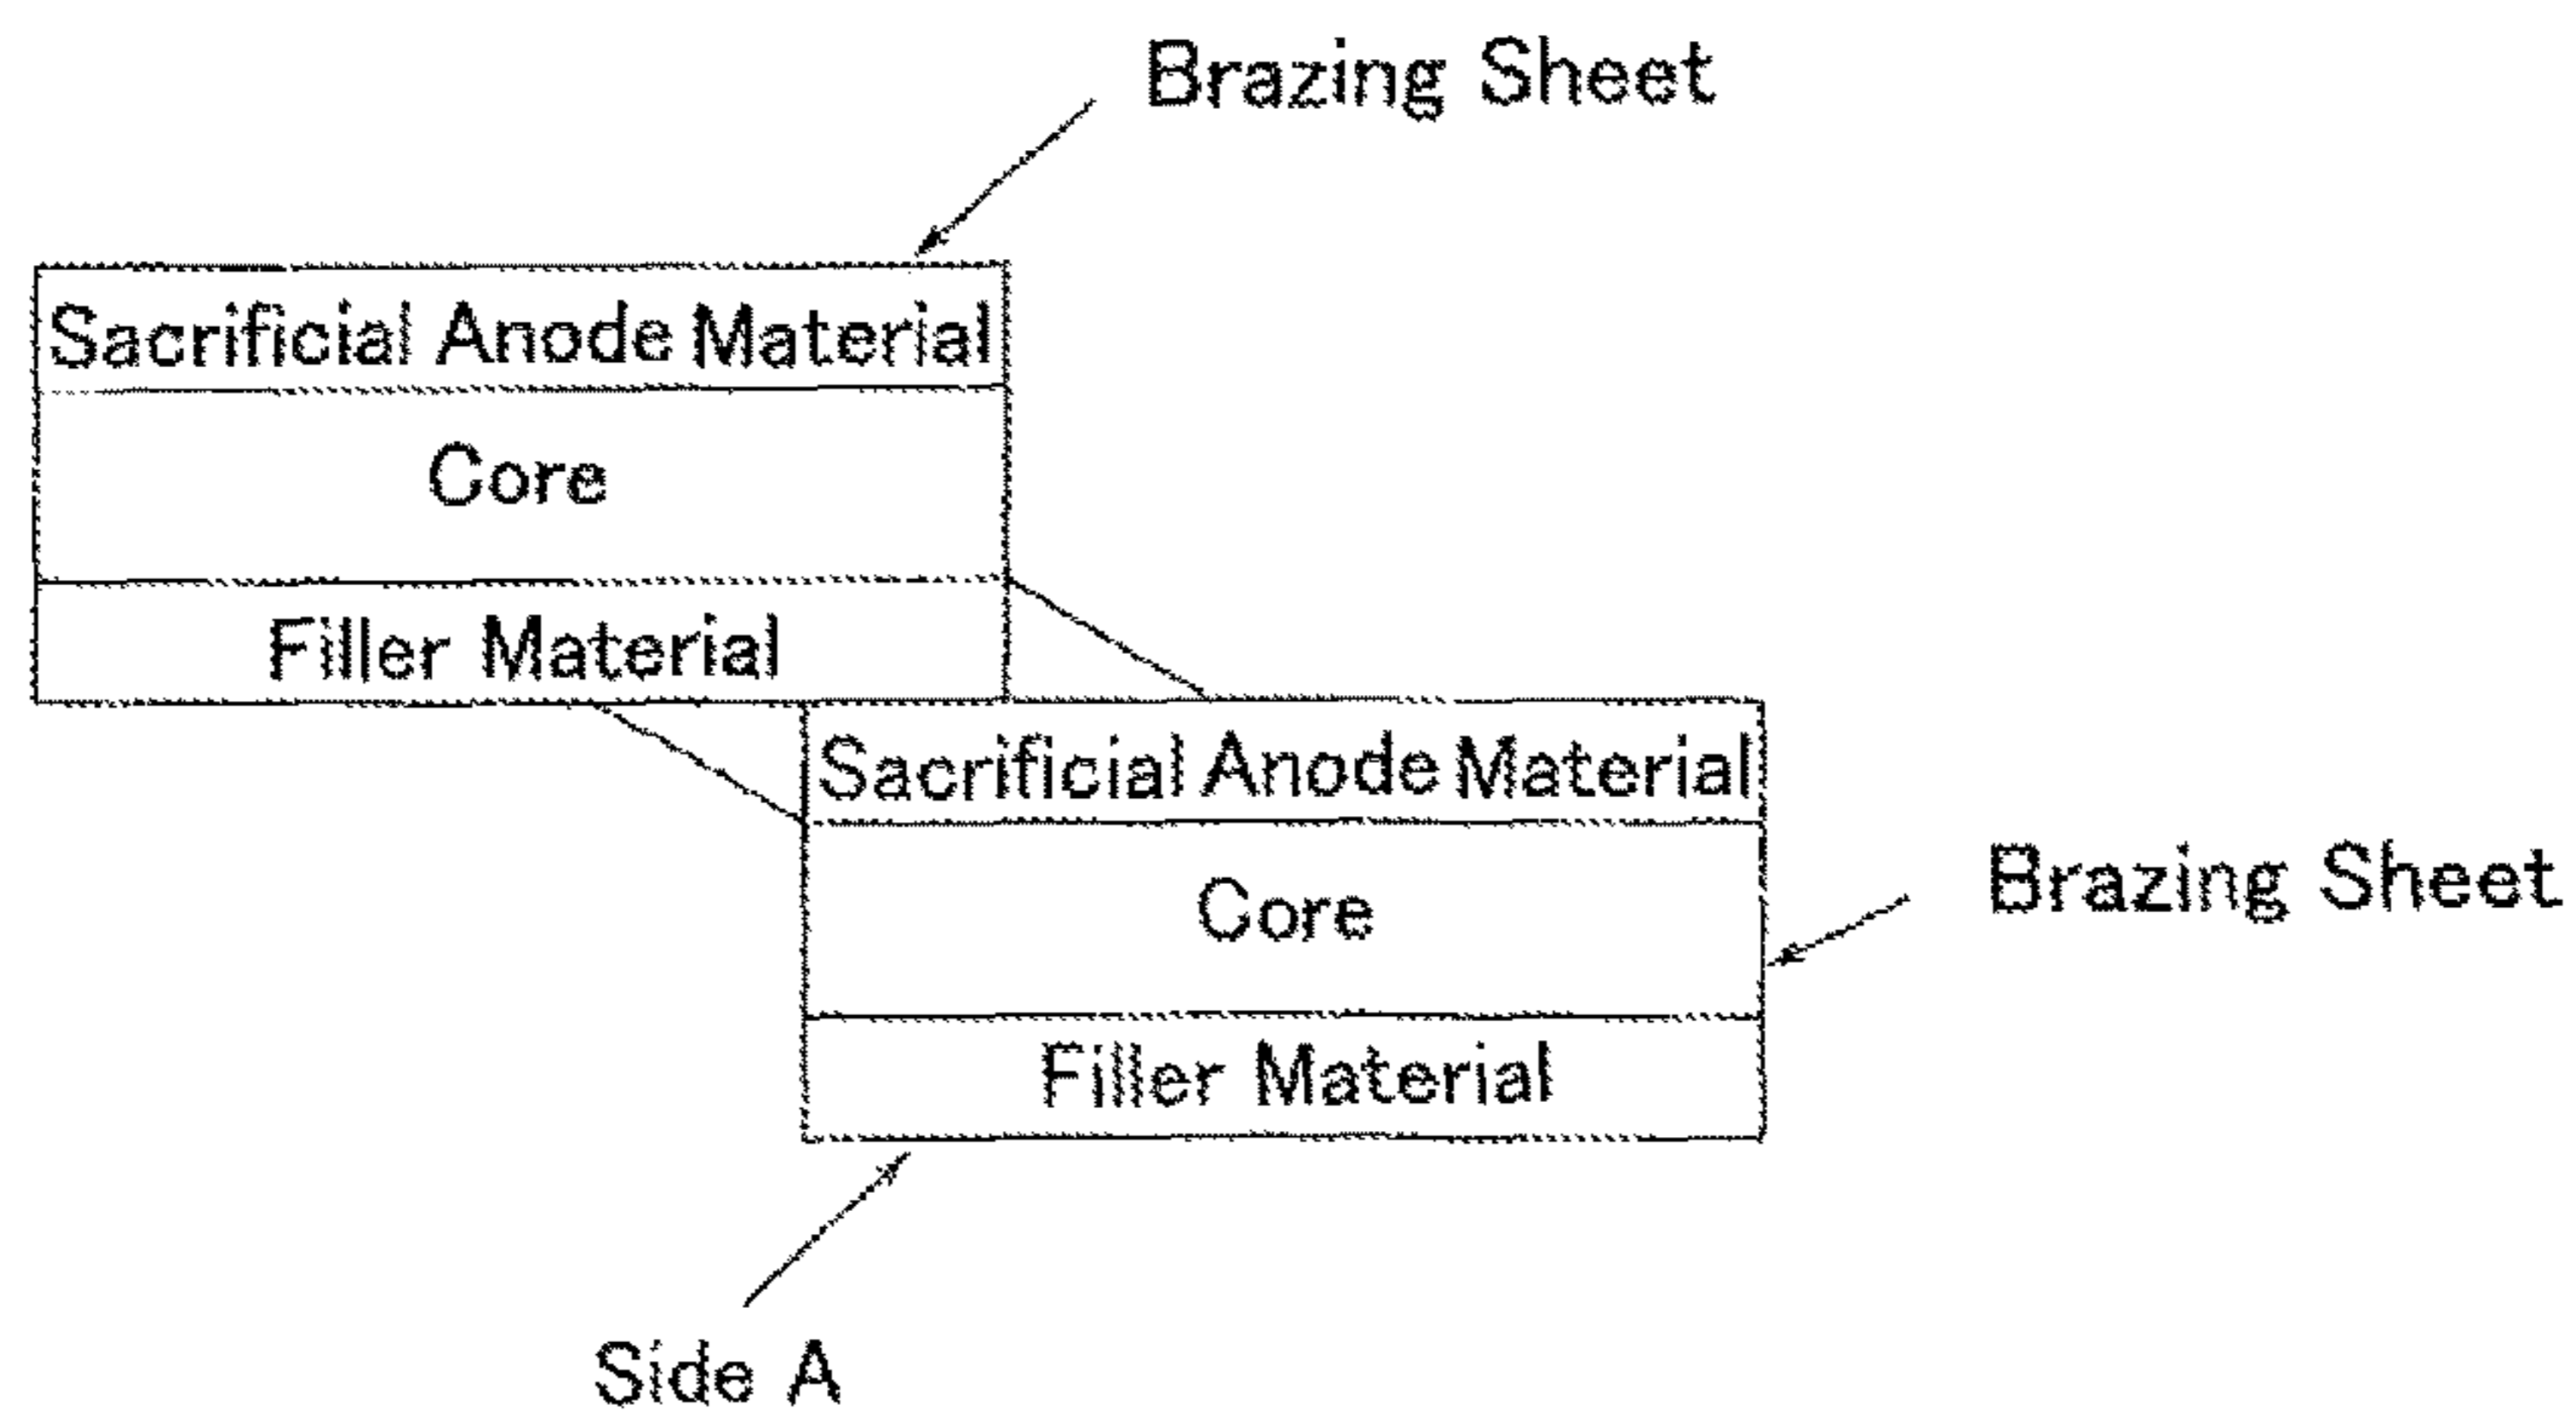 Brazing Sheet
Sacrificial Anode Material
Core
Filler Material
Sacrificial Anode Material
Core
Brazing Sheet
Filler Material
Side A